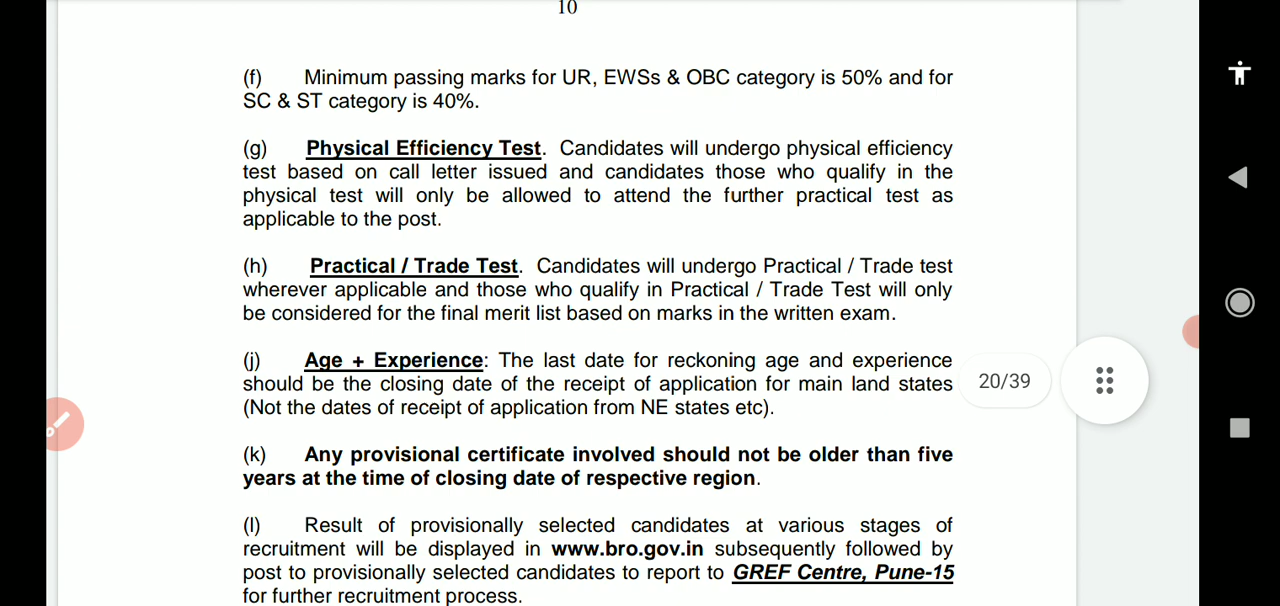 10
(f) Minimum passing marks for UR, EWSs & OBC category is 50% and for
SC & ST category is 40%.
(g) Physical Efficiency Test. Candidates will undergo physical efficiency
test based on call letter issued and candidates those who qualify in the
physical test will only be allowed to attend the further practical test as
applicable to the post.
(h) Practical / Trade Test. Candidates will undergo Practical / Trade test
wherever applicable and those who qualify in Practical / Trade Test will only
be considered for the final merit list based on marks in the written exam.
(j) Age + Experience: The last date for reckoning age and experience
should be the closing date of the receipt of application for main land states
(Not the dates of receipt of application from NE states etc).
20/39
(k) Any provisional certificate involved should not be older than five
years at the time of closing date of respective region.
(l) Result of provisionally selected candidates at various stages of
recruitment will be displayed in www.bro.gov.in subsequently followed by
post to provisionally selected candidates to report to GREF Centre, Pune-15
for further recruitment process.